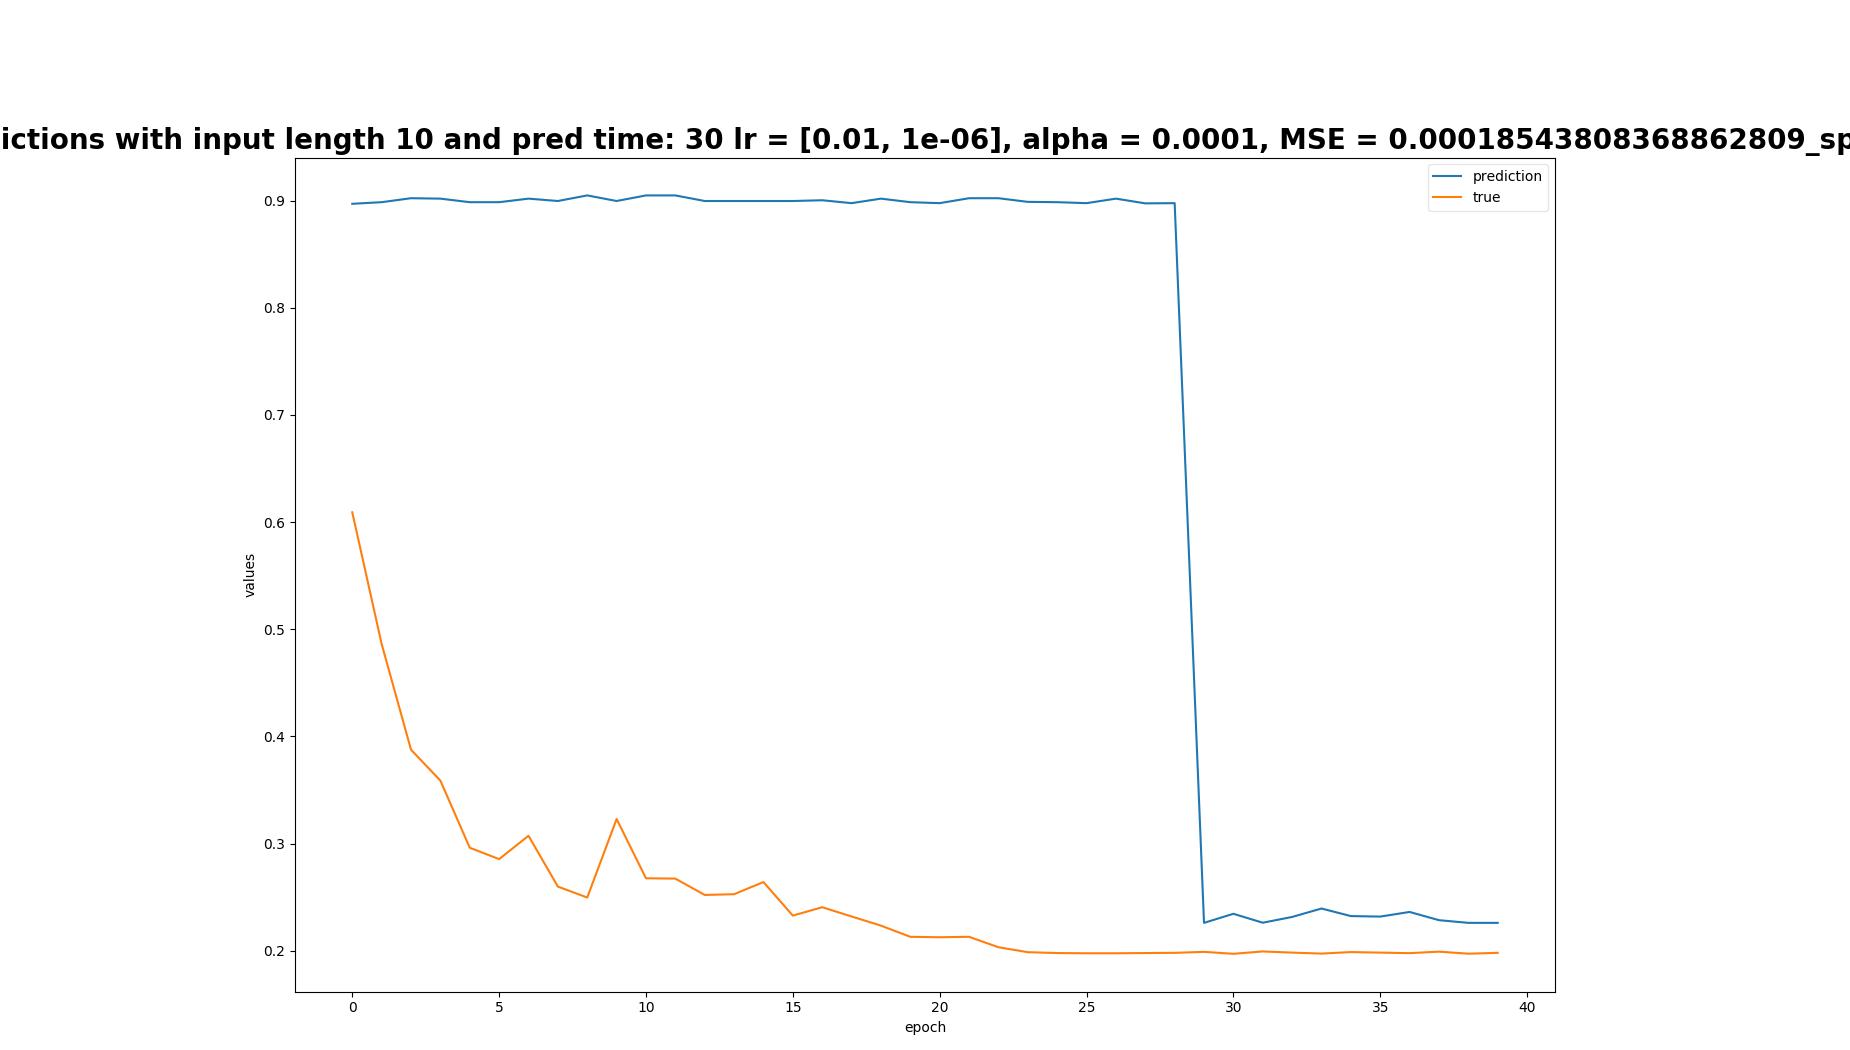 ictions with input length 10 and pred time: 30 lr = [0.01, 1e-06], alpha = 0.0001, MSE = 0.00018543808368862809_sp
prediction
true
0.9
0.8
0.7
0.6
0.5
0.4
0.3
0.2
values
0 5 10 15 20 25 30 35 40
epoch